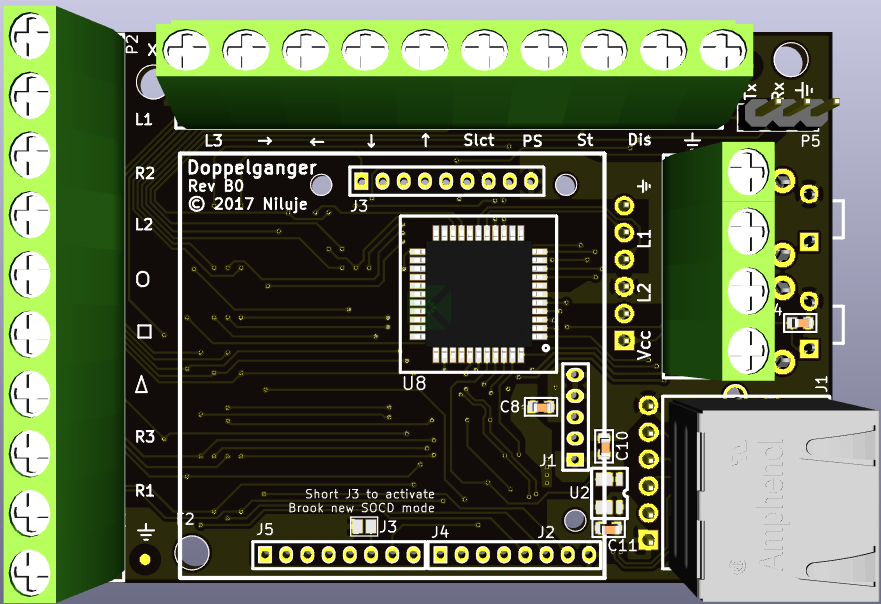 P2
X
Tx
Rx
P5
L3 → ← ↓ ↑ Slct PS St Dis
L1
R2
L2
O
□
Δ
R3
R1
Doppelganger
Rev B0
© 2017 Niluje
J3
L1
L2
Vcc
U8
C8
J1
C10
U2
C11
Short J3 to activate
Brook new SOCD mode
J3
J5
J4
J2
J1
Amphenol